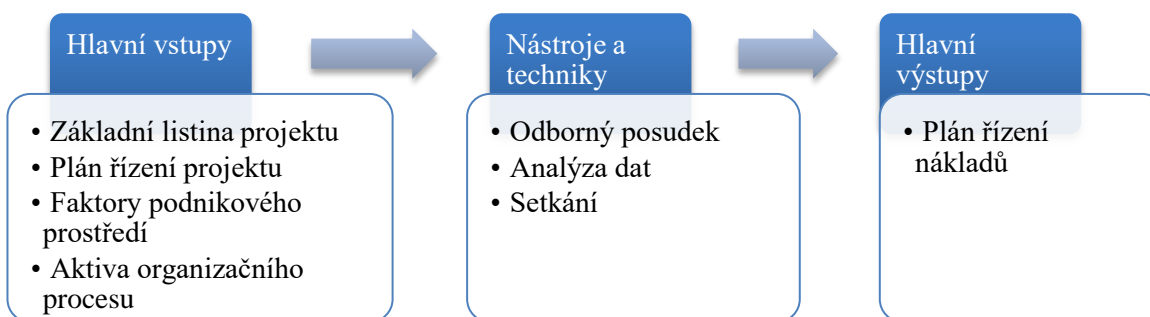 Hlavní vstupy
• Základní listina projektu
• Plán řízení projektu
• Faktory podnikového
prostředí
• Aktiva organizačního
procesu
Nástroje a
techniky
• Odborný posudek
• Analýza dat
• Setkání
Hlavní
výstupy
• Plán řízení
nákladů